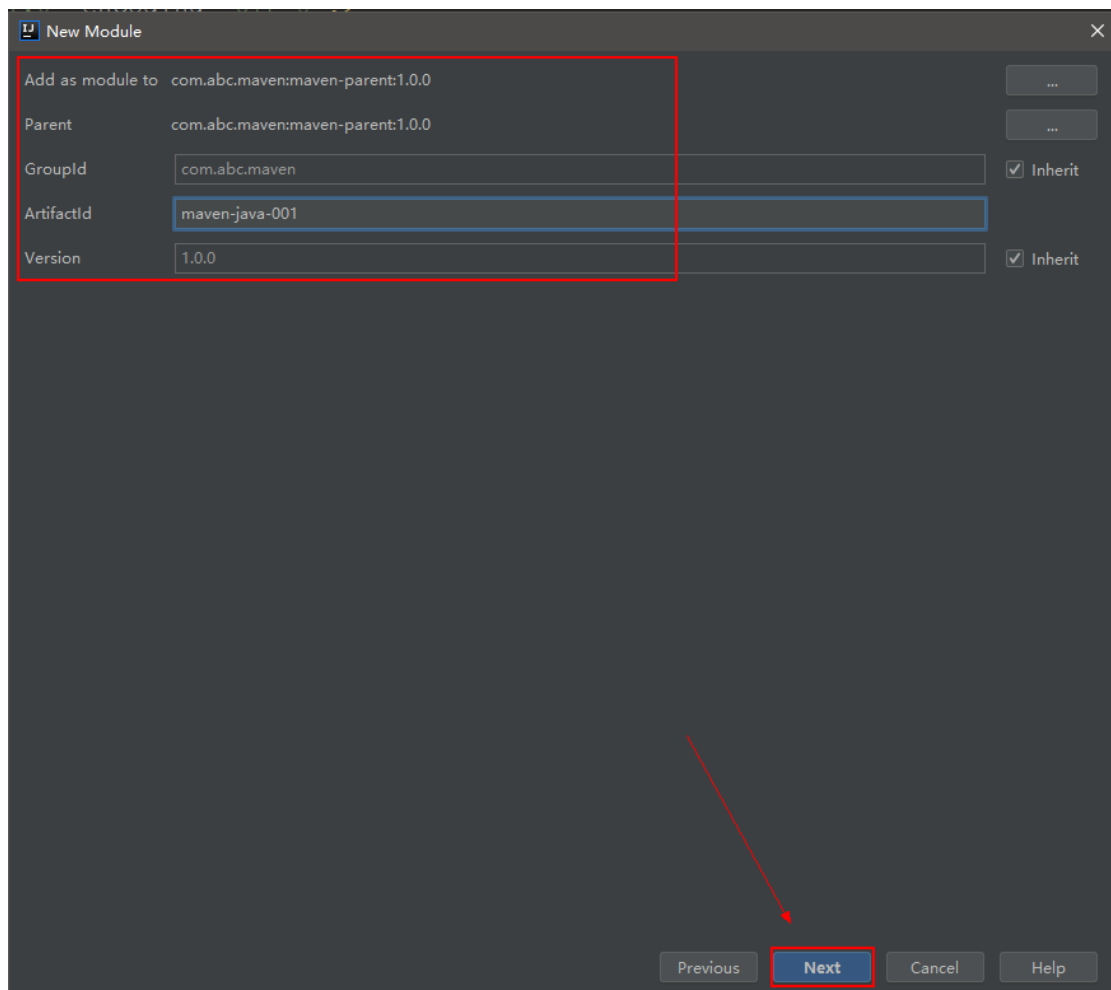 New Module
Add as module to com.abc.maven:maven-parent:1.0.0 ...
Parent com.abc.maven:maven-parent:1.0.0 ...
GroupId com.abc.maven Inherit
ArtifactId maven-java-001
Version 1.0.0 Inherit
Previous Next Cancel Help